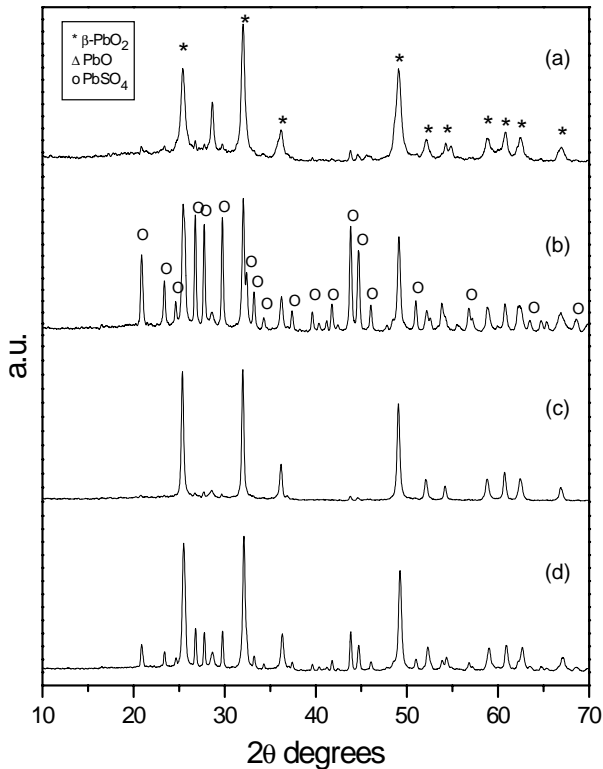 * β-PbO₂
Δ PbO
o PbSO₄
(a)
* * * * * * * * * *
(b)
O O O O O O O O O O O O O O O O O O O O
(c)
(d)
a.u.
10 20 30 40 50 60 70
2θ degrees